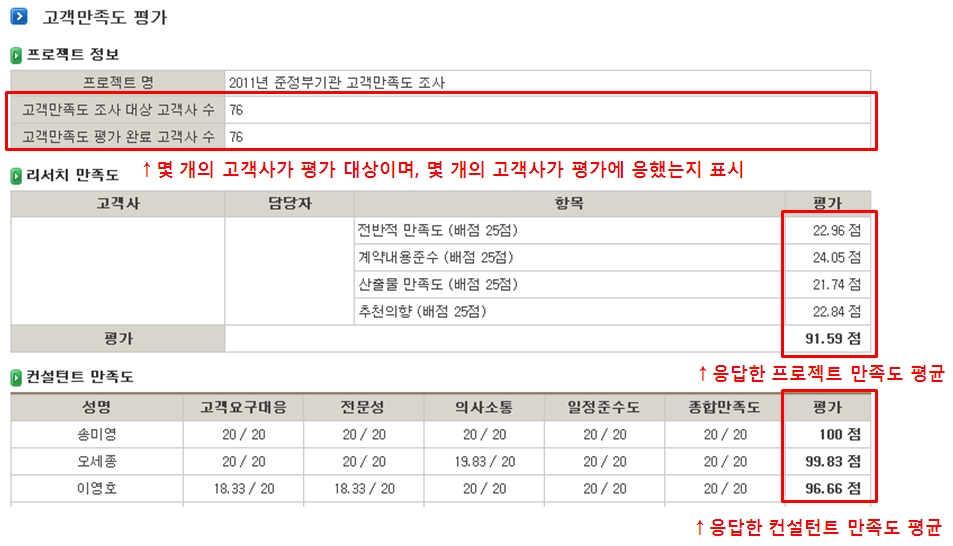 고객만족도 평가
프로젝트 정보
프로젝트 명 2011년 준정부기관 고객만족도 조사
고객만족도 조사 대상 고객사 수 76
고객만족도 평가 완료 고객사 수 76
↑몇 개의 고객사가 평가 대상이며, 몇 개의 고객사가 평가에 응했는지 표시
리서치 만족도
고객사 담당자 항목 평가
전반적 만족도 (배점 25점) 22.96 점
계약내용준수 (배점 25점) 24.05 점
산출물 만족도 (배점 25점) 21.74 점
추천의향 (배점 25점) 22.84 점
평가 91.59 점
↑응답한 프로젝트 만족도 평균
컨설턴트 만족도
성명 고객요구대응 전문성 의사소통 일정준수도 종합만족도 평가
송미영 20 / 20 20 / 20 20 / 20 20 / 20 20 / 20 100 점
오세종 20 / 20 20 / 20 19.83 / 20 20 / 20 20 / 20 99.83 점
이영호 18.33 / 20 18.33 / 20 20 / 20 20 / 20 20 / 20 96.66 점
↑응답한 컨설턴트 만족도 평균